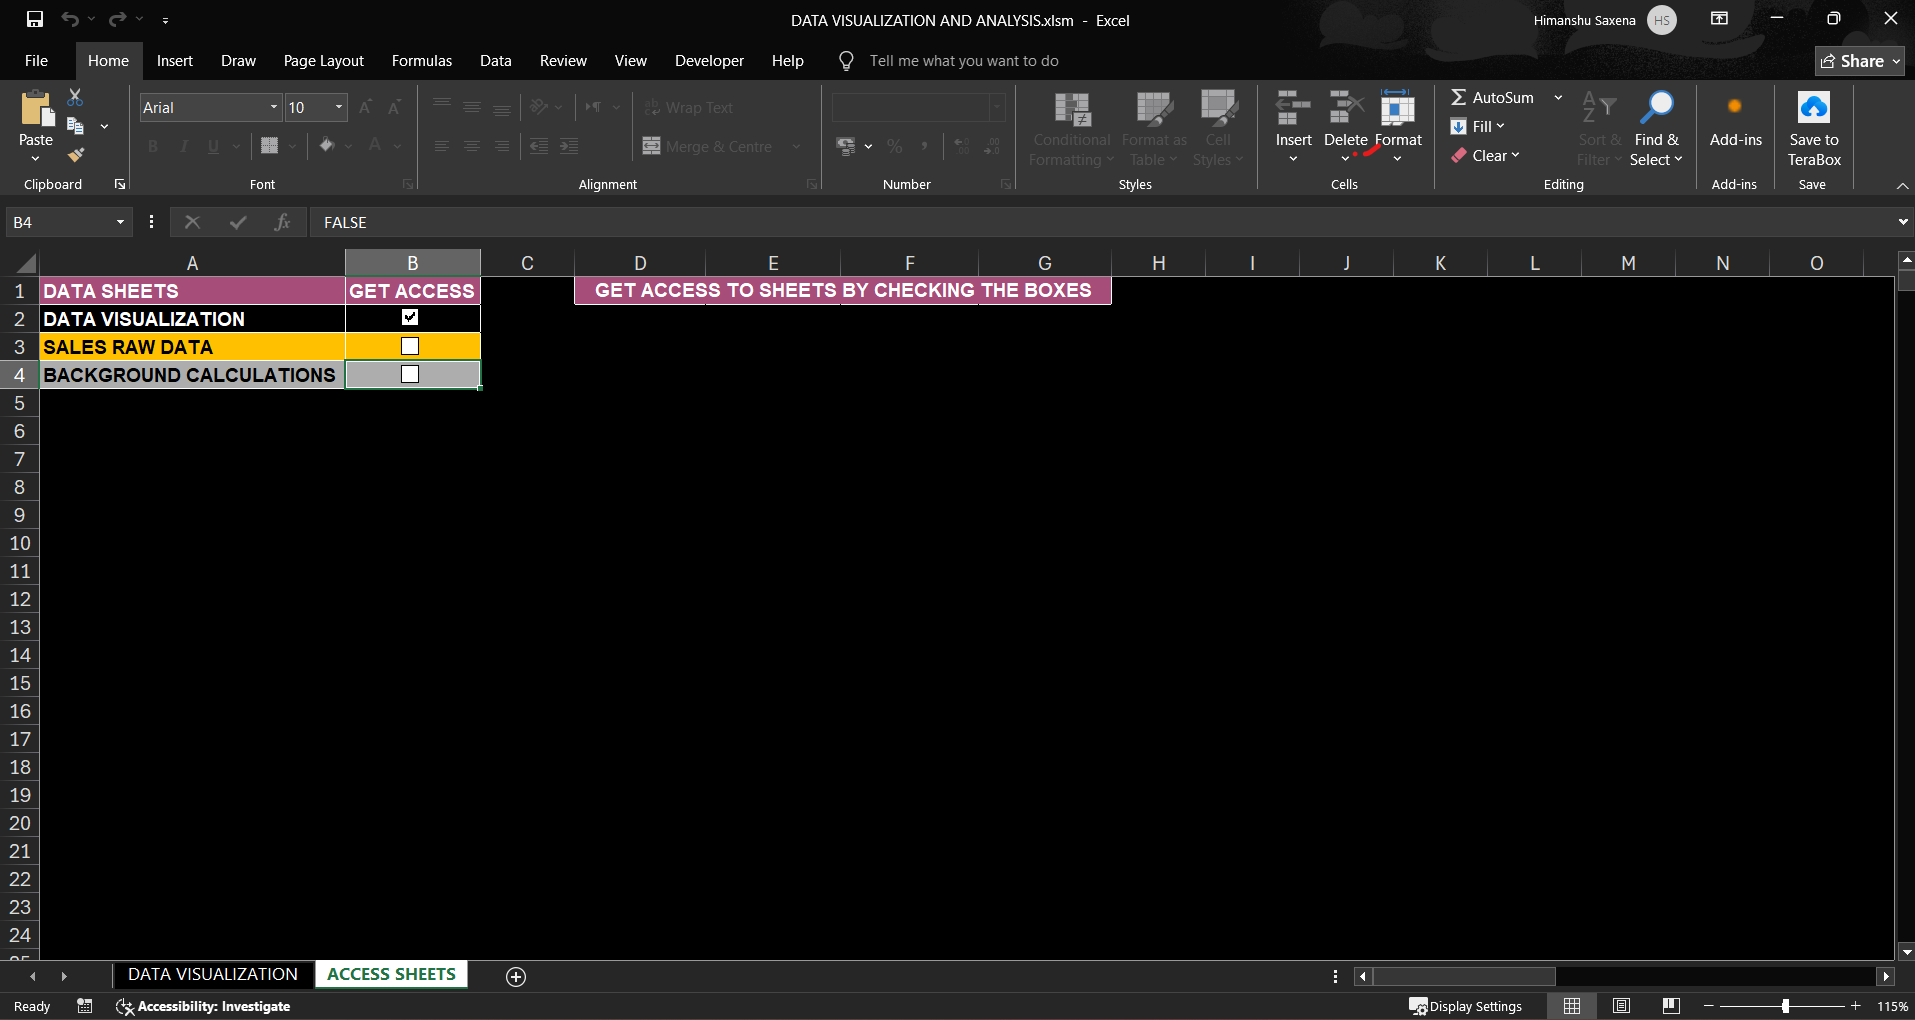 DATA VISUALIZATION AND ANALYSIS.xlsm - Excel
Himanshu Saxena HS
File Home Insert Draw Page Layout Formulas Data Review View Developer Help Tell me what you want to do Share
Paste
Clipboard
Arial 10
B I U A
Font
Wrap Text
Merge & Centre
Alignment
%
Number
Conditional Formatting
Format as Table
Cell Styles
Styles
Insert Delete Format
Cells
AutoSum
Fill
Clear
Sort & Filter
Find & Select
Editing
Add-ins
Add-ins
Save to TeraBox
Save
B4 fx FALSE
A B C D E F G H I J K L M N O
1 DATA SHEETS GET ACCESS GET ACCESS TO SHEETS BY CHECKING THE BOXES
2 DATA VISUALIZATION
3 SALES RAW DATA
4 BACKGROUND CALCULATIONS
5
6
7
8
9
10
11
12
13
14
15
16
17
18
19
20
21
22
23
24
25
DATA VISUALIZATION ACCESS SHEETS
Ready Accessibility: Investigate Display Settings 115%